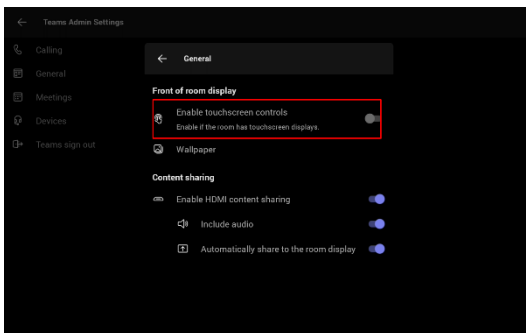 Teams Admin Settings
Calling
General
Meetings
Devices
Teams sign out
General
Front of room display
Enable touchscreen controls
Enable if the room has touchscreen displays.
Wallpaper
Content sharing
Enable HDMI content sharing
Include audio
Automatically share to the room display